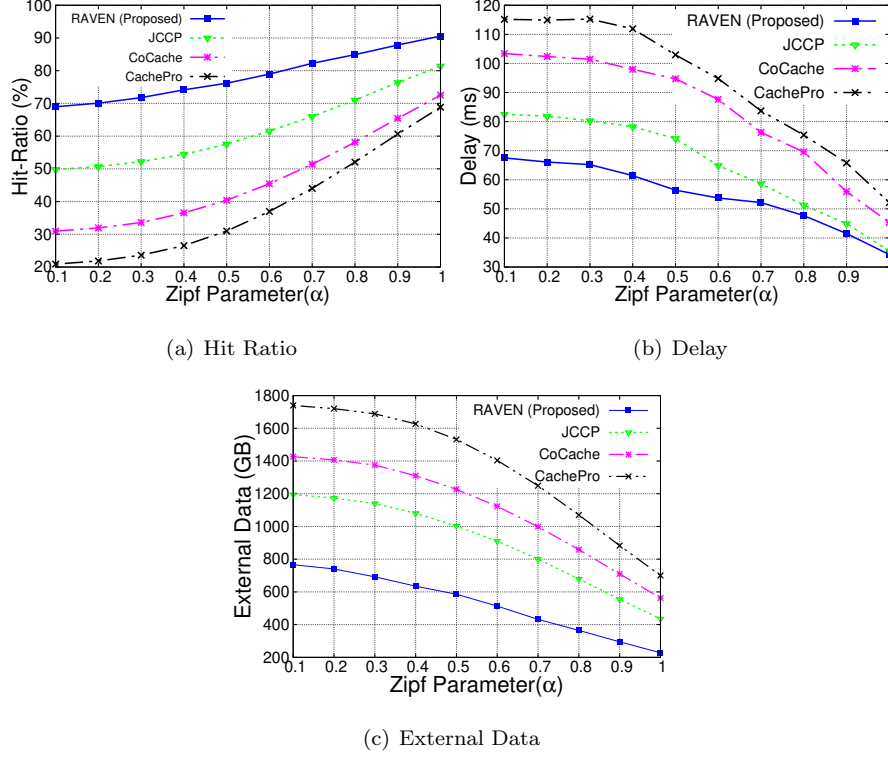 RAVEN (Proposed)
JCCP
CoCache
CachePro
Hit-Ratio (%)
100
90
80
70
60
50
40
30
20
0.1 0.2 0.3 0.4 0.5 0.6 0.7 0.8 0.9 1
Zipf Parameter(α)
(a) Hit Ratio
RAVEN (Proposed)
JCCP
CoCache
CachePro
Delay (ms)
120
110
100
90
80
70
60
50
40
30
0.1 0.2 0.3 0.4 0.5 0.6 0.7 0.8 0.9
Zipf Parameter(α)
(b) Delay
RAVEN (Proposed)
JCCP
CoCache
CachePro
External Data (GB)
1800
1600
1400
1200
1000
800
600
400
200
0.1 0.2 0.3 0.4 0.5 0.6 0.7 0.8 0.9 1
Zipf Parameter(α)
(c) External Data